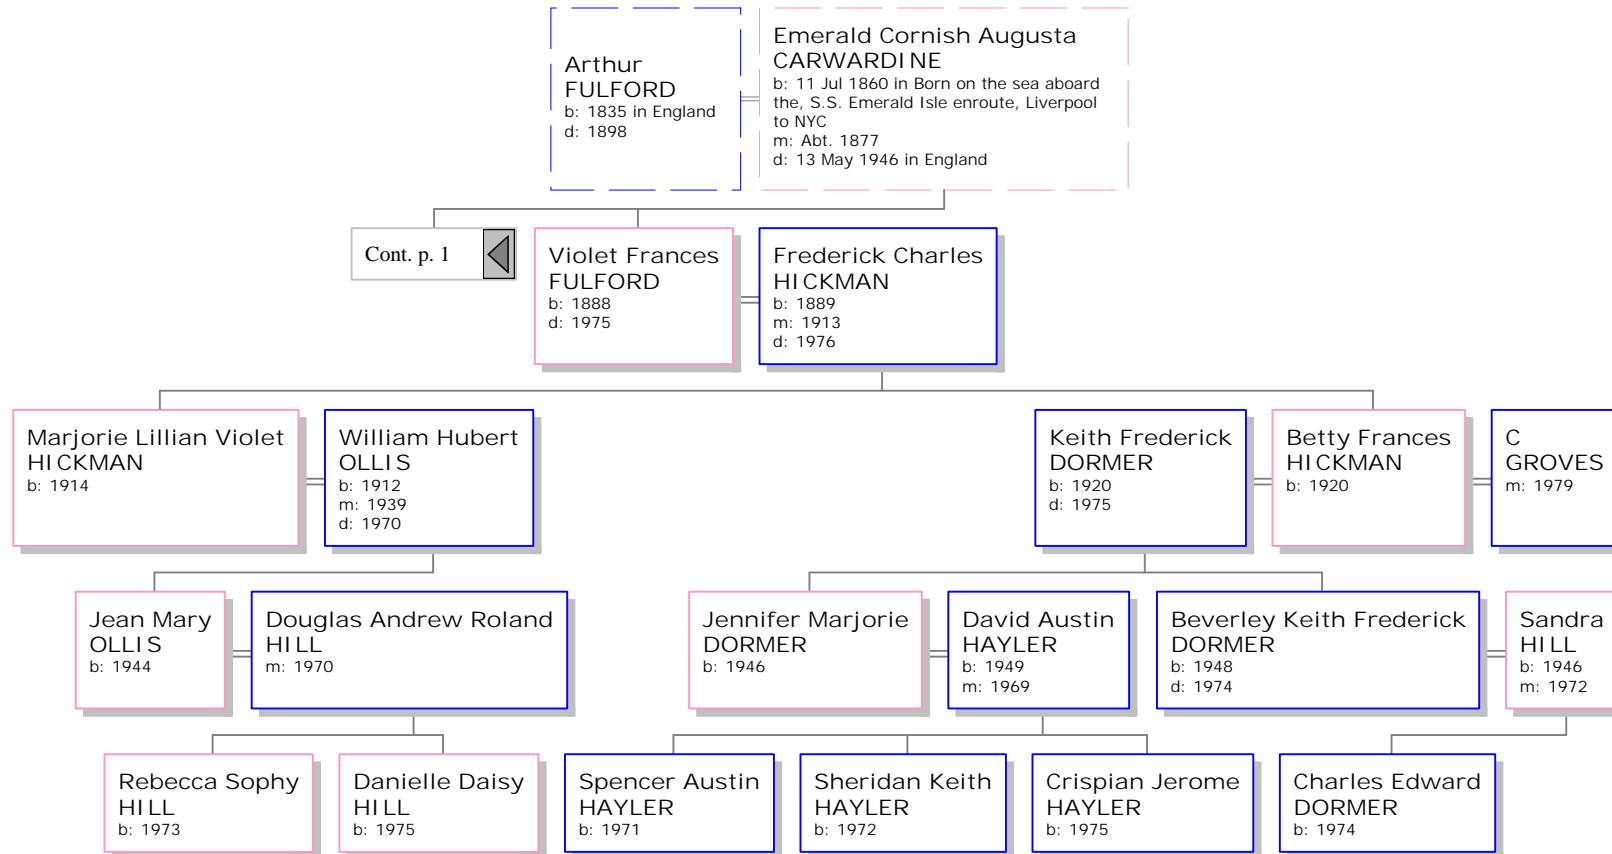 Arthur
FULFORD
b: 1835 in England
d: 1898
Emerald Cornish Augusta
CARWARDINE
b: 11 Jul 1860 in Born on the sea aboard
the, S.S. Emerald Isle enroute, Liverpool
to NYC
m: Abt. 1877
d: 13 May 1946 in England
Cont. p. 1
Violet Frances
FULFORD
b: 1888
d: 1975
Frederick Charles
HICKMAN
b: 1889
m: 1913
d: 1976
Marjorie Lillian Violet
HICKMAN
b: 1914
William Hubert
OLLIS
b: 1912
m: 1939
d: 1970
Keith Frederick
DORMER
b: 1920
d: 1975
Betty Frances
HICKMAN
b: 1920
C
GROVES
m: 1979
Jean Mary
OLLIS
b: 1944
Douglas Andrew Roland
HILL
m: 1970
Jennifer Marjorie
DORMER
b: 1946
David Austin
HAYLER
b: 1949
m: 1969
Beverley Keith Frederick
DORMER
b: 1948
d: 1974
Sandra
HILL
b: 1946
m: 1972
Rebecca Sophy
HILL
b: 1973
Danielle Daisy
HILL
b: 1975
Spencer Austin
HAYLER
b: 1971
Sheridan Keith
HAYLER
b: 1972
Crispian Jerome
HAYLER
b: 1975
Charles Edward
DORMER
b: 1974